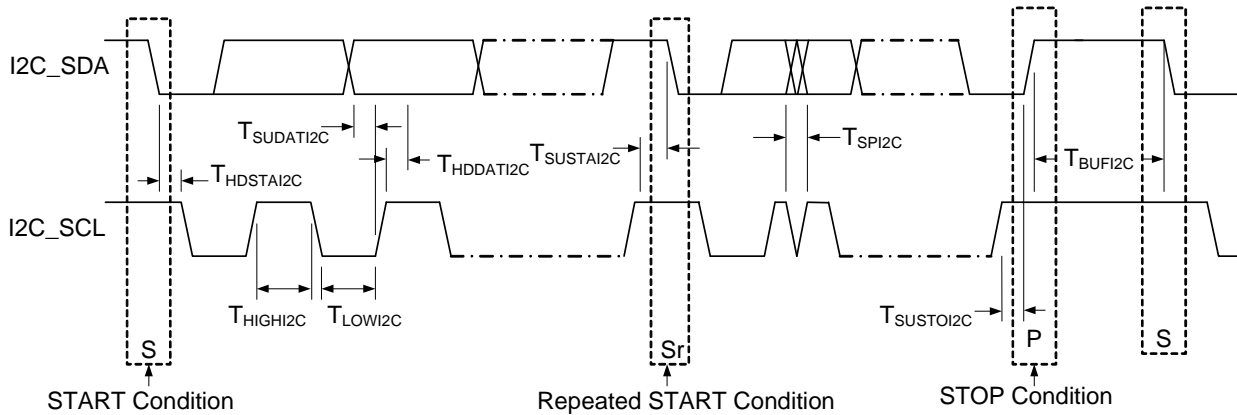 I2C_SDA
T_SUDATI2C
T_HDSTAI2C
T_HDDATI2C
T_SUSTAI2C
T_SPI2C
T_BUFI2C
I2C_SCL
T_HIGHI2C
T_LOWI2C
T_SUSTOI2C
S
Sr
P
S
START Condition
Repeated START Condition
STOP Condition